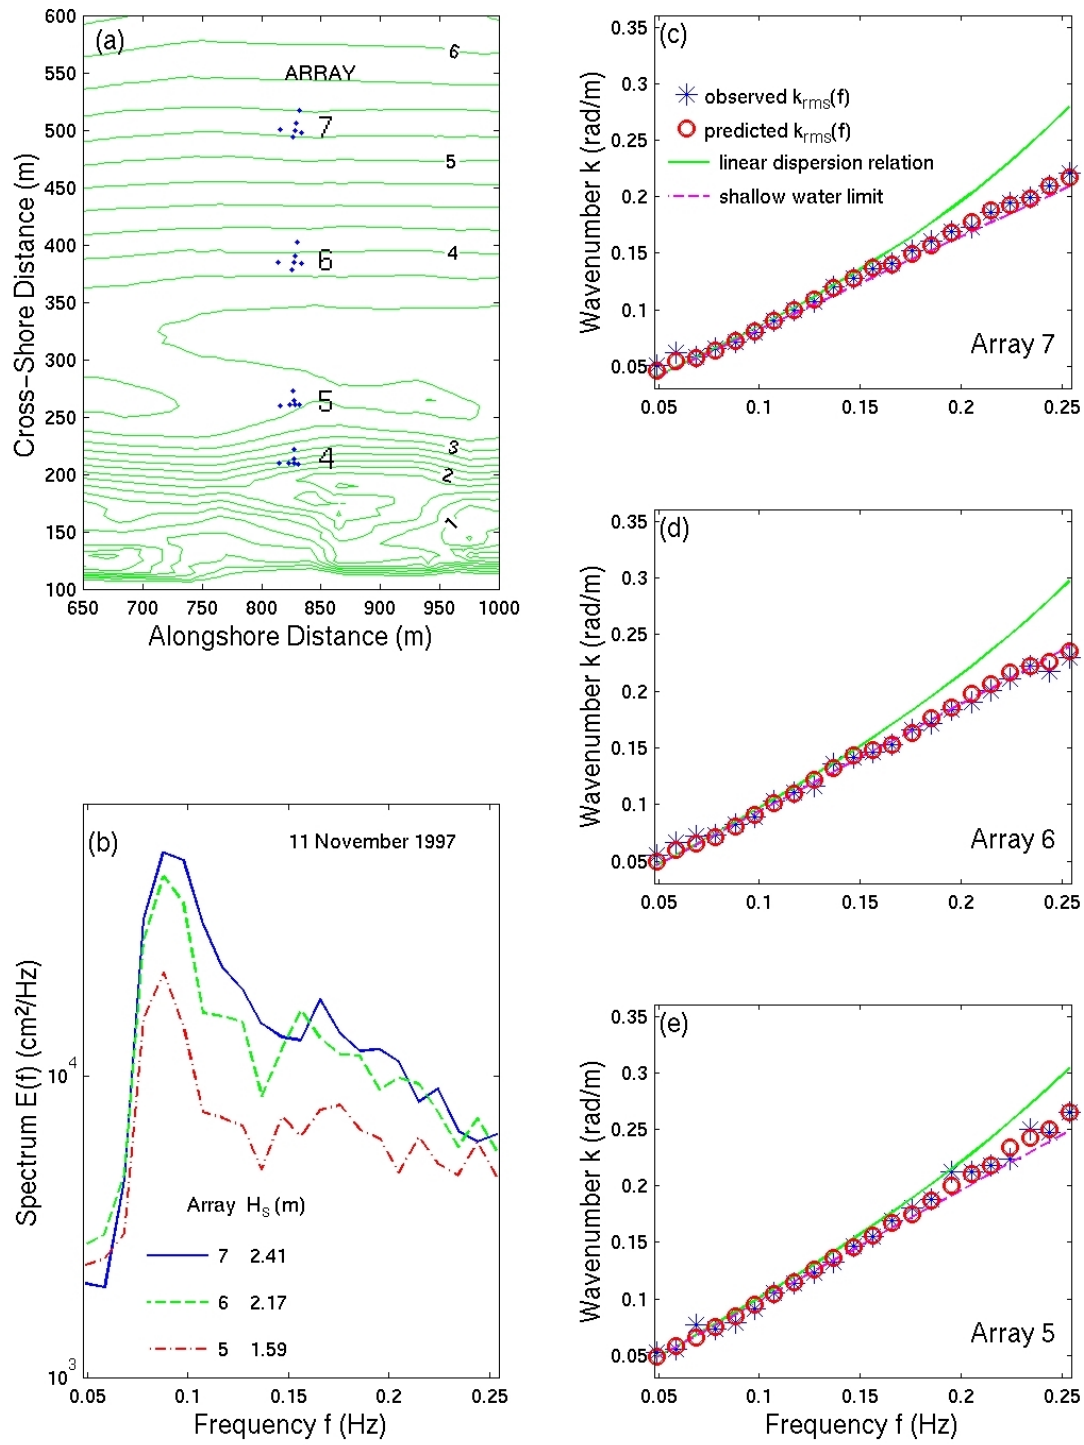 (a)
ARRAY
7
6
5
4
6
5
4
3
2
1
600
550
500
450
400
350
300
250
200
150
100
650 700 750 800 850 900 950 1000
Cross-Shore Distance (m)
Alongshore Distance (m)
(b)
11 November 1997
Spectrum E(f) (cm²/Hz)
10⁴
10³
Array Hₛ (m)
7 2.41
6 2.17
5 1.59
0.05 0.1 0.15 0.2 0.25
Frequency f (Hz)
(c)
observed kᵣₘₛ(f)
predicted kᵣₘₛ(f)
linear dispersion relation
shallow water limit
Array 7
Wavenumber k (rad/m)
0.35
0.3
0.25
0.2
0.15
0.1
0.05
0.05 0.1 0.15 0.2 0.25
(d)
Array 6
Wavenumber k (rad/m)
0.35
0.3
0.25
0.2
0.15
0.1
0.05
0.05 0.1 0.15 0.2 0.25
(e)
Array 5
Wavenumber k (rad/m)
0.35
0.3
0.25
0.2
0.15
0.1
0.05
0.05 0.1 0.15 0.2 0.25
Frequency f (Hz)